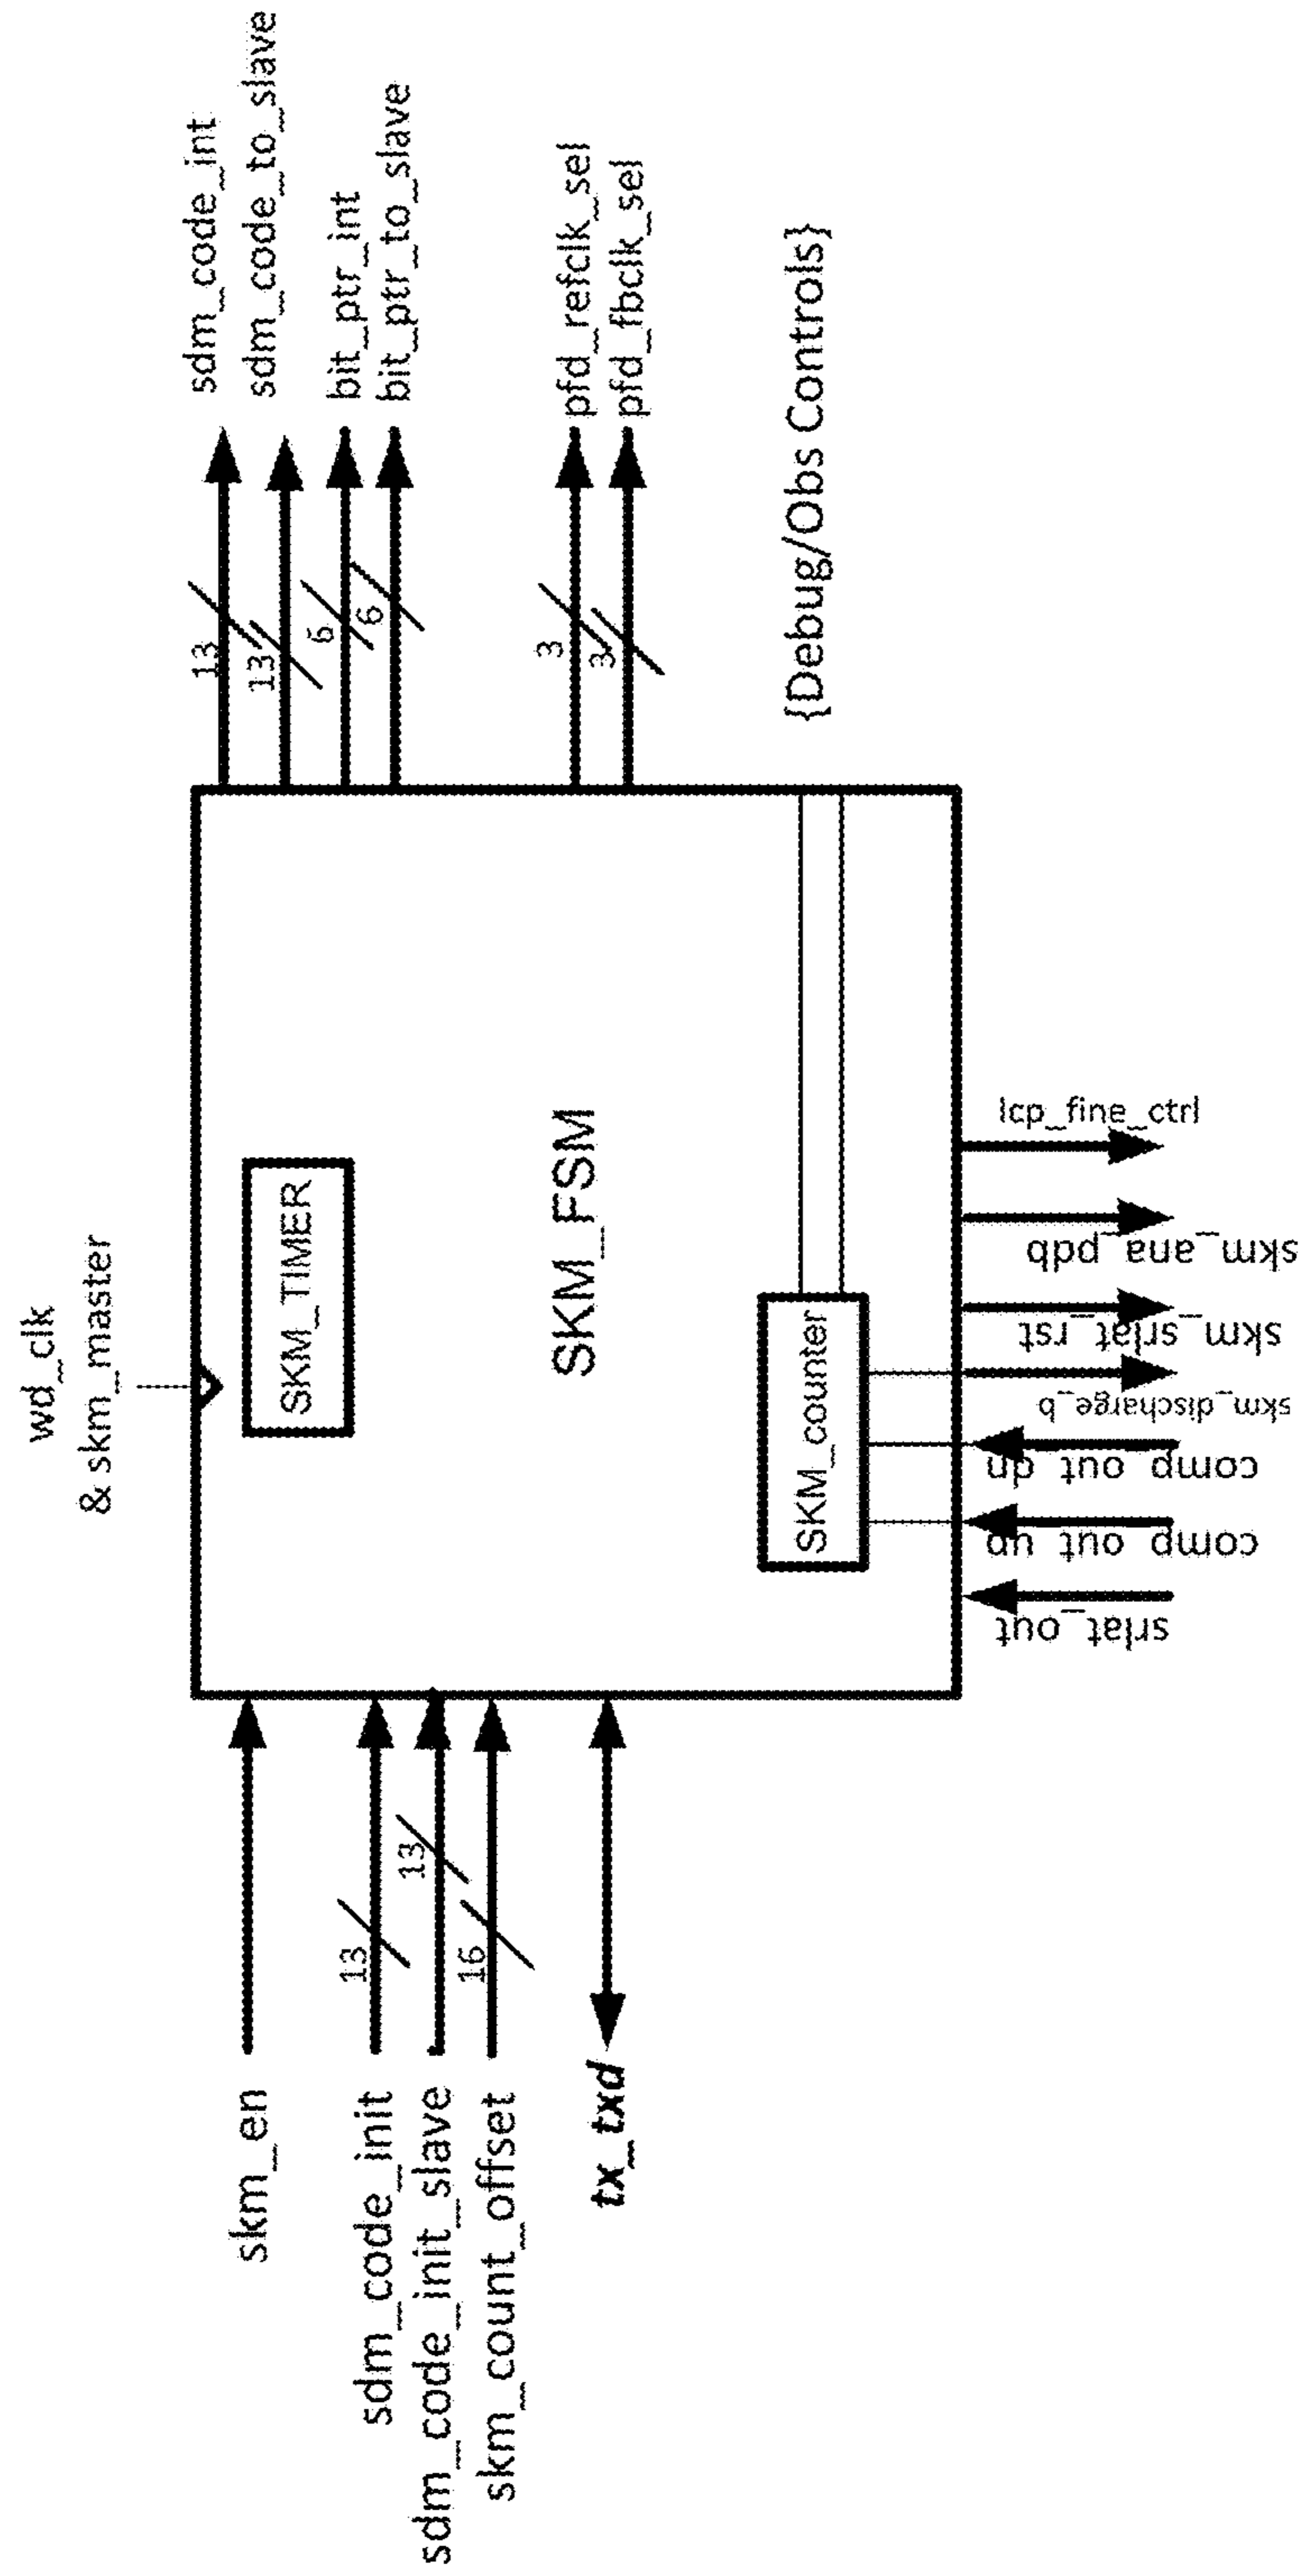 wd_clk
& skm_master
skm_en
sdm_code_init
13
sdm_code_init_slave
13
skm_count_offset
16
tx_txd
SKM_TIMER
SKM_FSM
SKM_counter
13
sdm_code_int
13
sdm_code_to_slave
6
bit_ptr_int
6
bit_ptr_to_slave
3
pfd_refclk_sel
3
pfd_fbclk_sel
{Debug/Obs Controls}
srlat_out
comp_out_up
comp_out_dn
skm_discharge_b
skm_srlat_rst
skm_ana_pdb
lcp_fine_ctrl